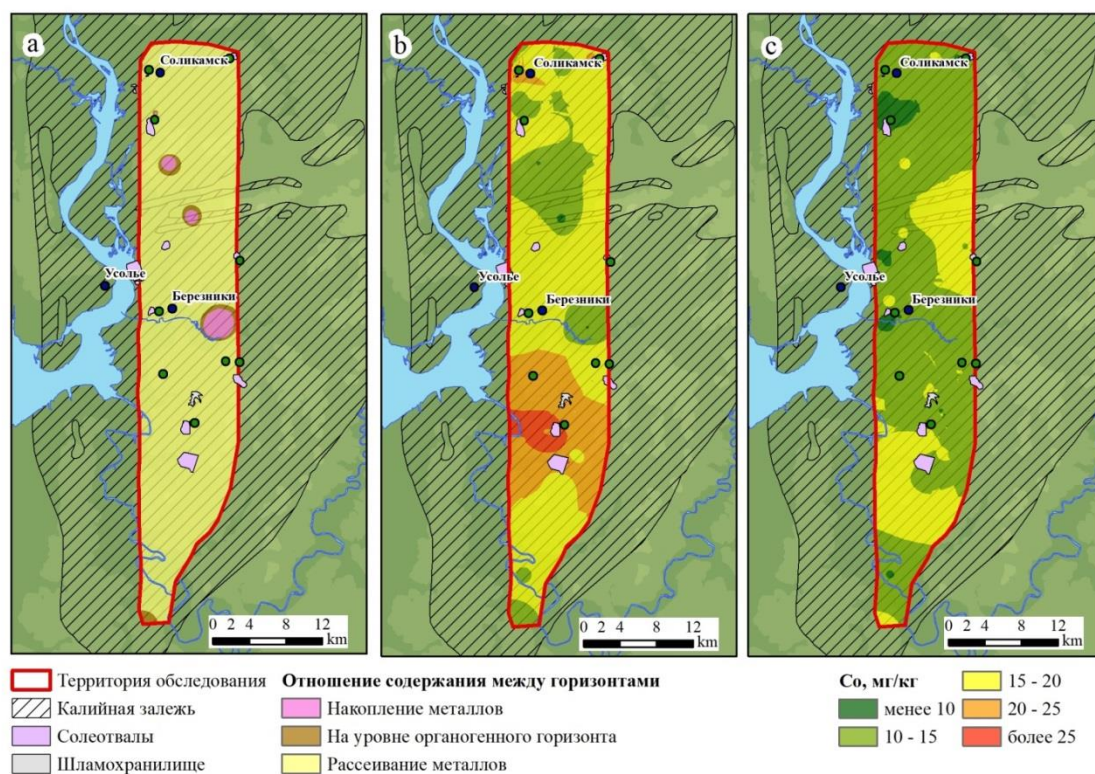 a
Соликамск
Усолье
Березники
0 2 4 8 12
km
b
Соликамск
Усолье
Березники
0 2 4 8 12
km
c
Соликамск
Усолье
Березники
0 2 4 8 12
km
Территория обследования
Калийная залежь
Солеотвалы
Шламохранилище
Отношение содержания между горизонтами
Накопление металлов
На уровне органогенного горизонта
Рассеивание металлов
Co, мг/кг
менее 10
10 - 15
15 - 20
20 - 25
более 25